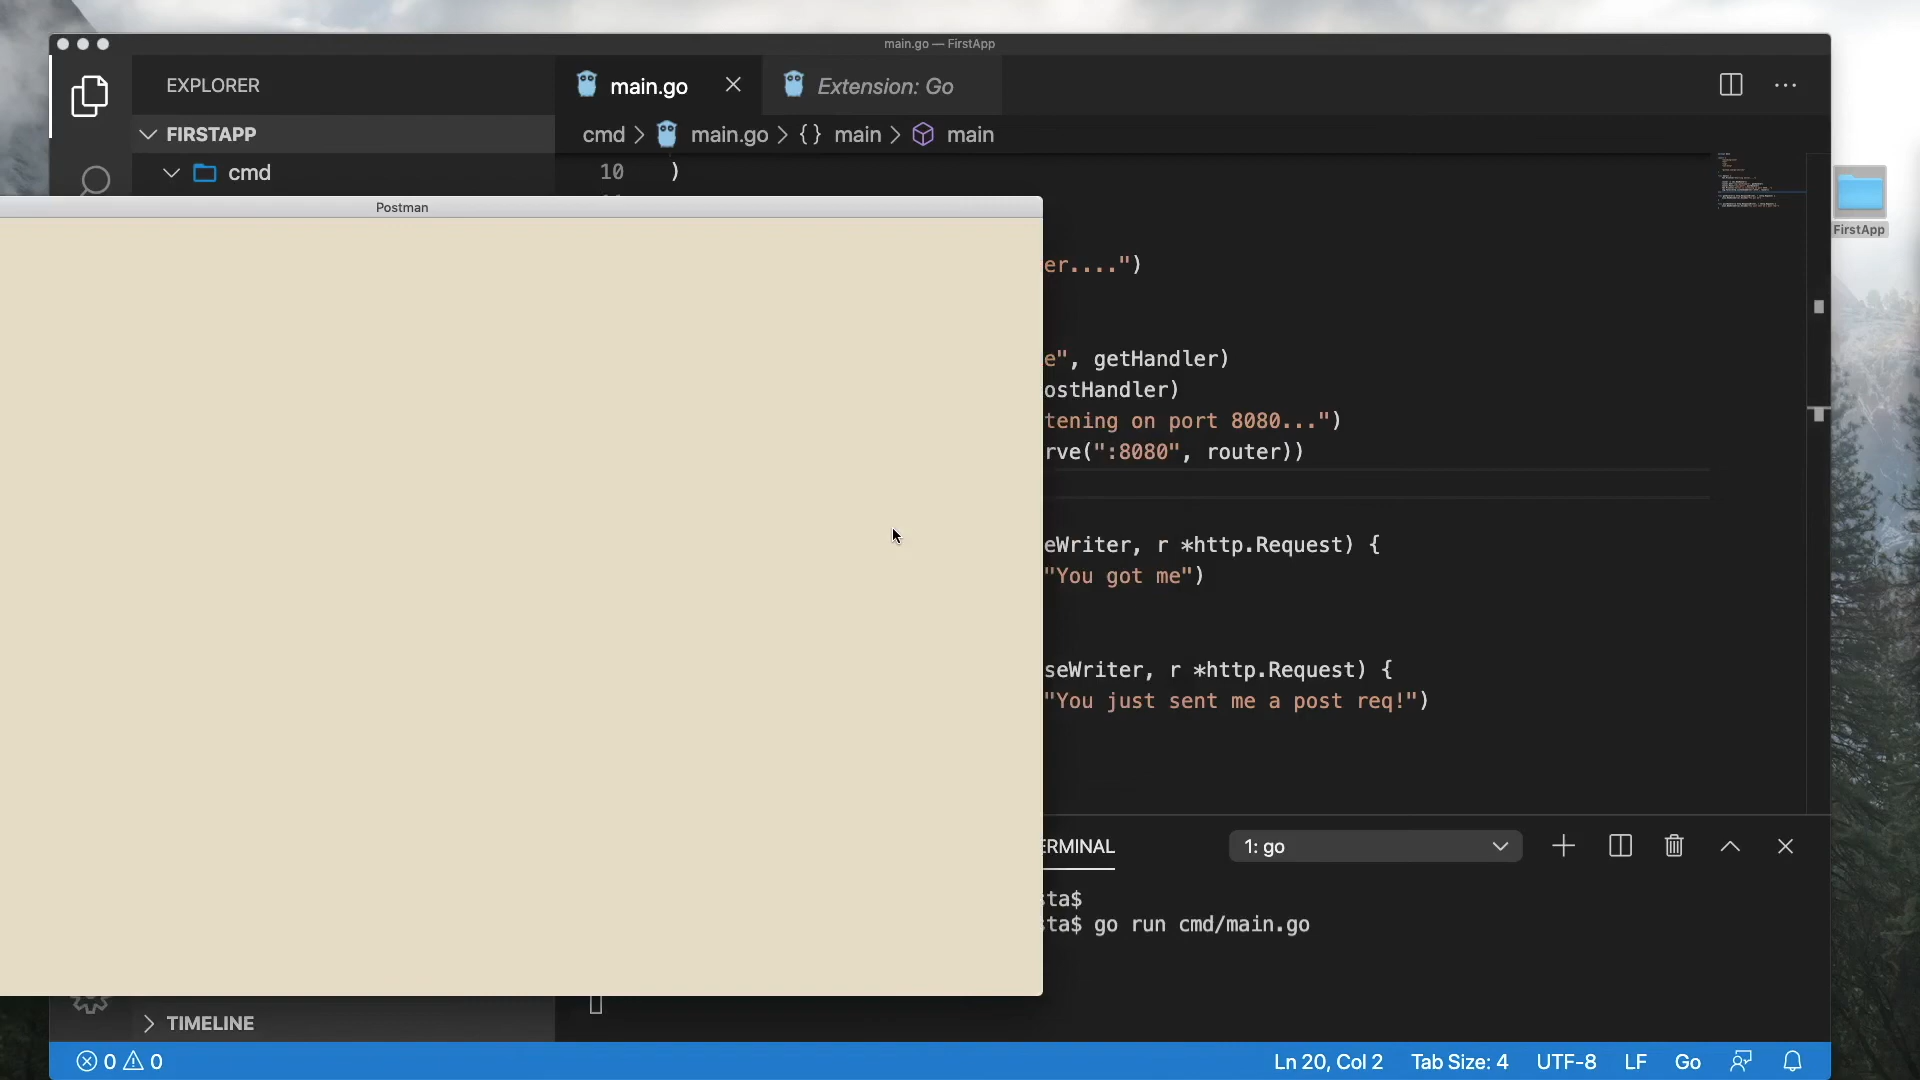 main.go — FirstApp
EXPLORER
main.go
Extension: Go
FIRSTAPP
cmd > main.go > {} main > main
cmd
10 )
Postman
FirstApp
er....")
e", getHandler)
ostHandler)
tening on port 8080...")
rve(":8080", router))
eWriter, r *http.Request) {
"You got me")
seWriter, r *http.Request) {
"You just sent me a post req!")
ERMINAL
1: go
sta$
sta$ go run cmd/main.go
TIMELINE
0 0
Ln 20, Col 2
Tab Size: 4
UTF-8
LF
Go